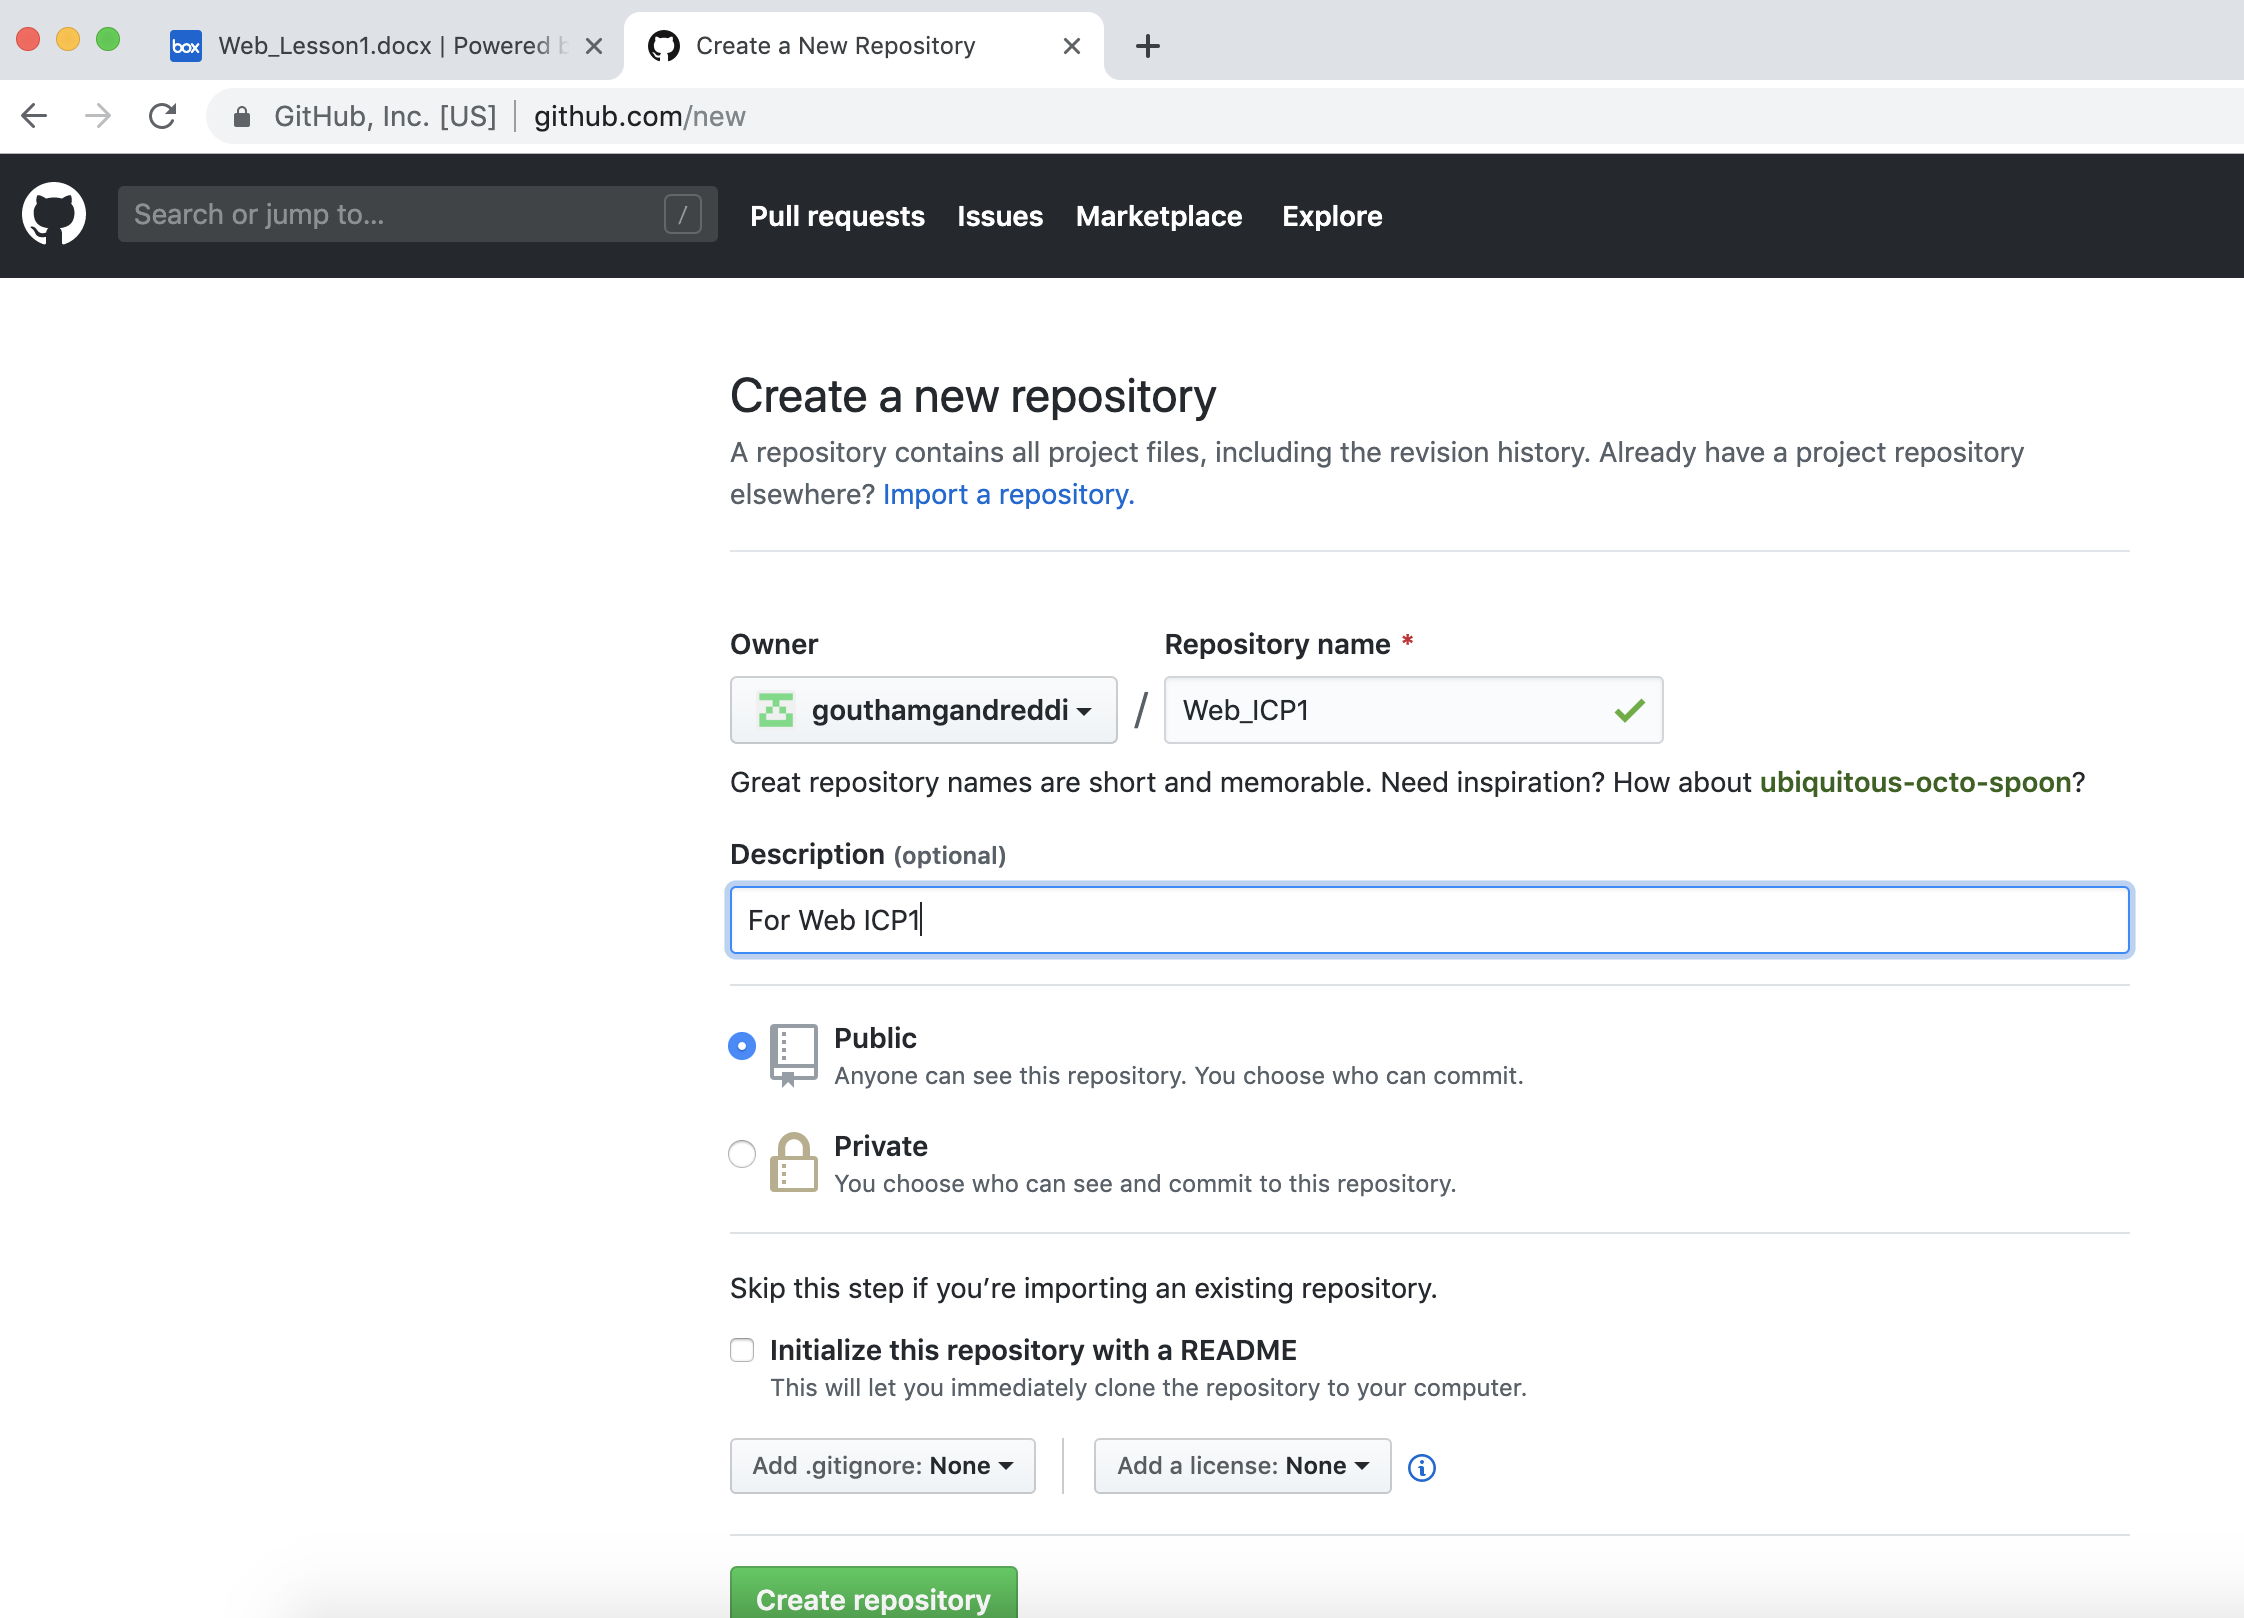 box Web_Lesson1.docx | Powered b
Create a New Repository
GitHub, Inc. [US] | github.com/new
Search or jump to... /
Pull requests Issues Marketplace Explore
Create a new repository
A repository contains all project files, including the revision history. Already have a project repository
elsewhere? Import a repository.
Owner
Repository name *
gouthamgandreddi / Web_ICP1
Great repository names are short and memorable. Need inspiration? How about ubiquitous-octo-spoon?
Description (optional)
For Web ICP1
Public
Anyone can see this repository. You choose who can commit.
Private
You choose who can see and commit to this repository.
Skip this step if you’re importing an existing repository.
Initialize this repository with a README
This will let you immediately clone the repository to your computer.
Add .gitignore: None
Add a license: None
Create repository